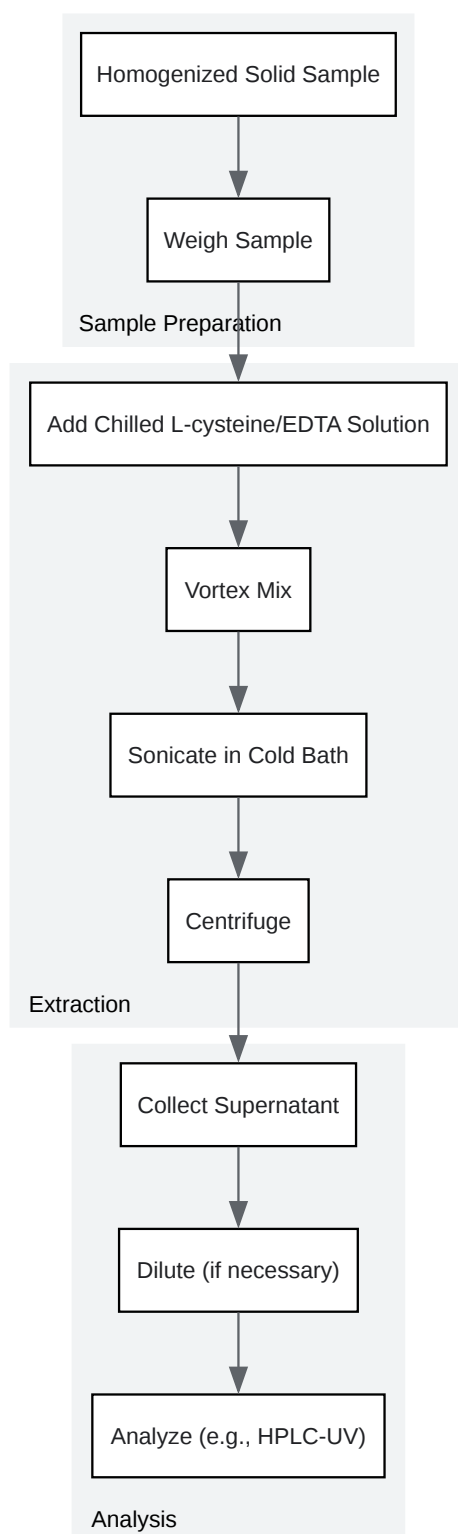 Homogenized Solid Sample
Weigh Sample
Sample Preparation
Add Chilled L-cysteine/EDTA Solution
Vortex Mix
Sonicate in Cold Bath
Centrifuge
Extraction
Collect Supernatant
Dilute (if necessary)
Analyze (e.g., HPLC-UV)
Analysis